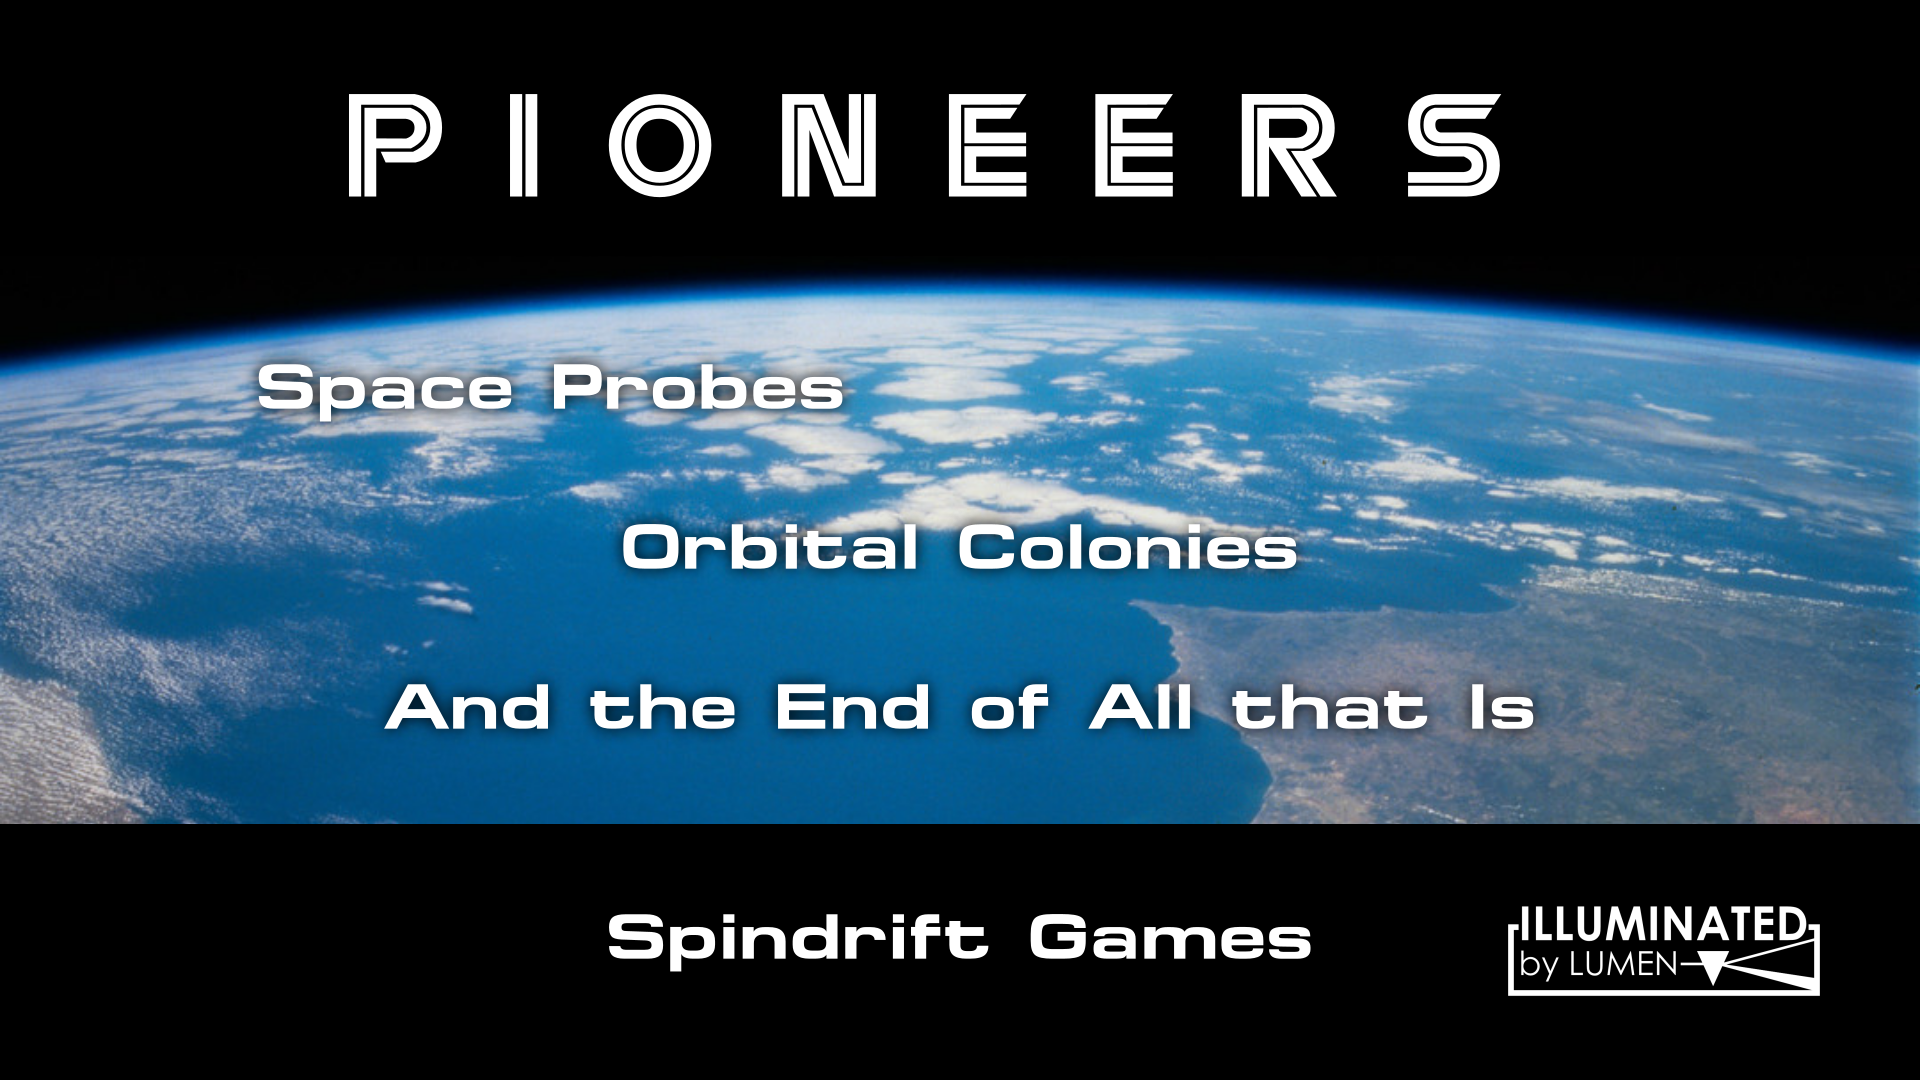 PIONEERS
Space Probes
Orbital Colonies
And the End of All that Is
Spindrift Games
ILLUMINATED
by LUMEN